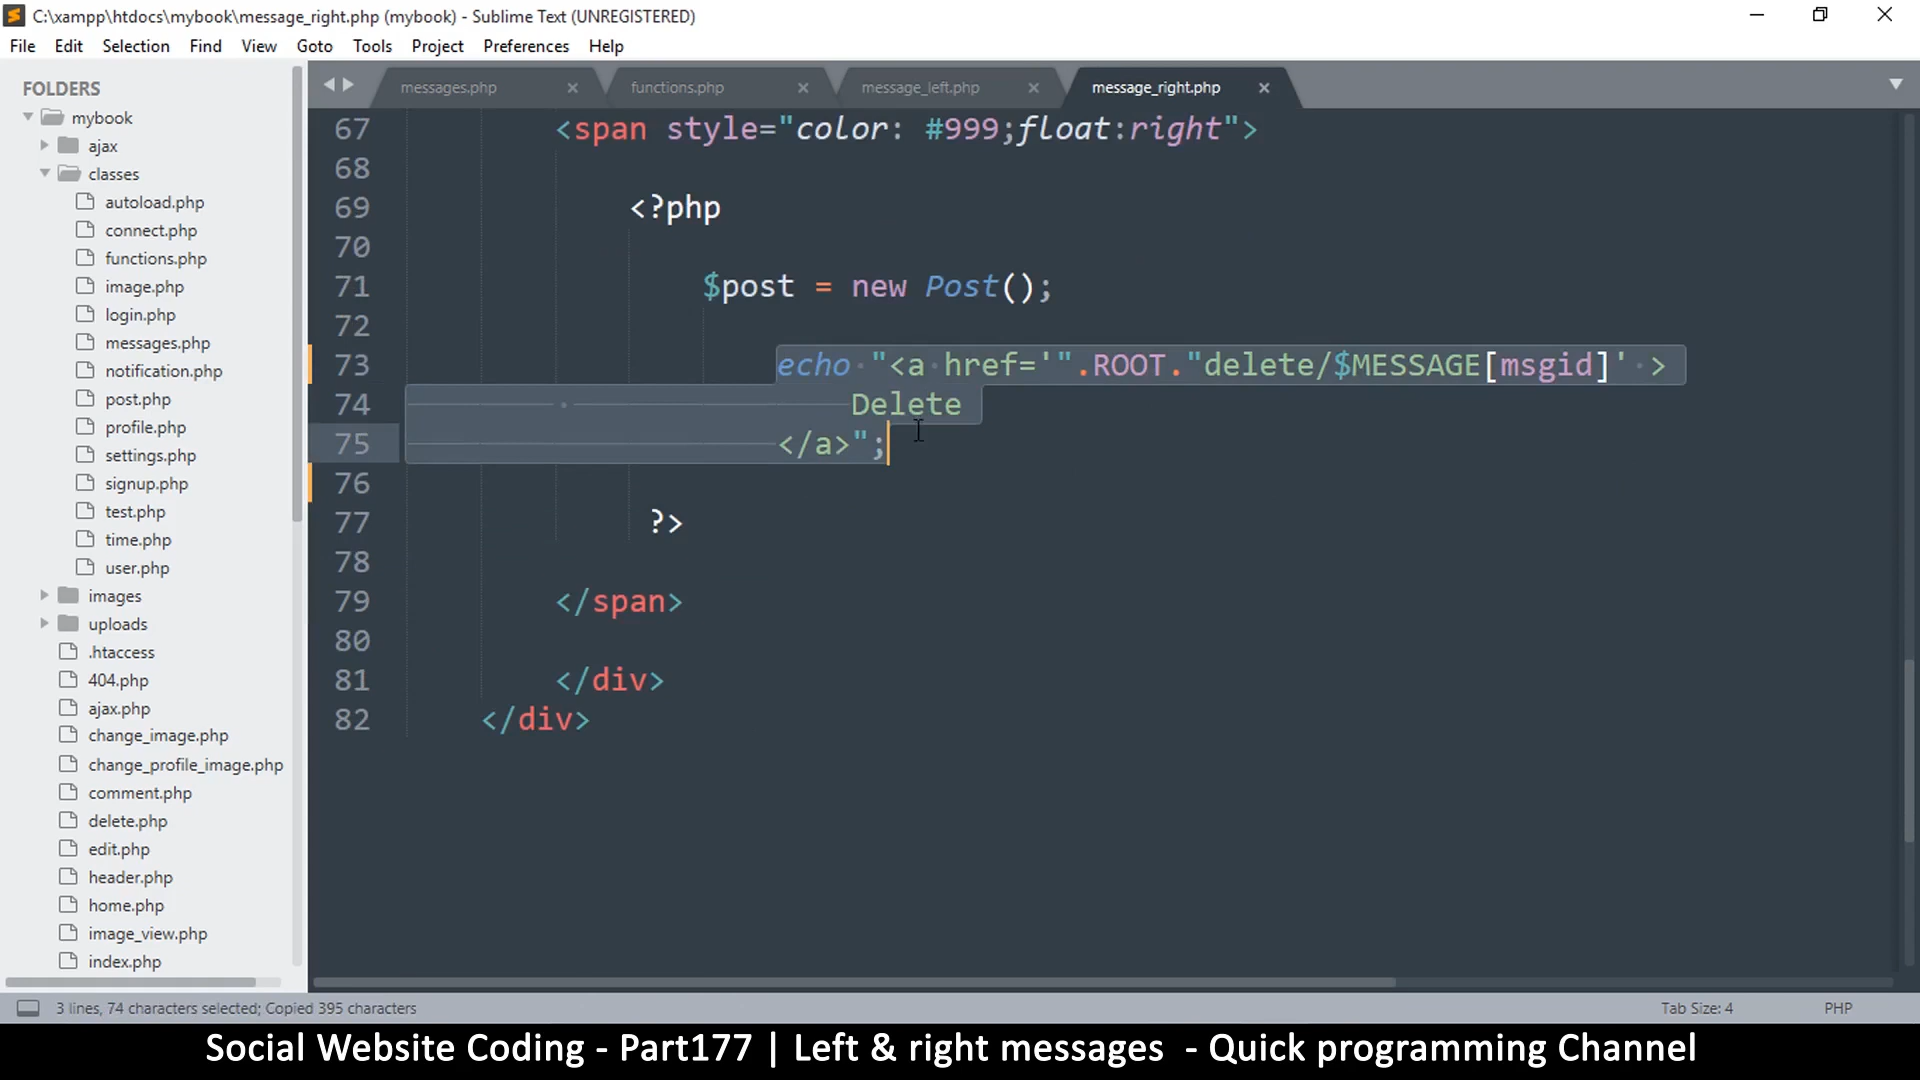 C:\xampp\htdocs\mybook\message_right.php (mybook) - Sublime Text (UNREGISTERED)
File Edit Selection Find View Goto Tools Project Preferences Help
FOLDERS
mybook
ajax
classes
autoload.php
connect.php
functions.php
image.php
login.php
messages.php
notification.php
post.php
profile.php
settings.php
signup.php
test.php
time.php
user.php
images
uploads
.htaccess
404.php
ajax.php
change_image.php
change_profile_image.php
comment.php
delete.php
edit.php
header.php
home.php
image_view.php
index.php
messages.php functions.php message_left.php message_right.php
67 <span style="color: #999;float:right">
68
69 <?php
70
71 $post = new Post();
72
73 echo "<a href='".ROOT."delete/$MESSAGE[msgid]' >
74 Delete
75 </a>";
76
77 ?>
78
79 </span>
80
81 </div>
82 </div>
3 lines, 74 characters selected; Copied 395 characters Tab Size: 4 PHP
Social Website Coding - Part177 | Left & right messages - Quick programming Channel